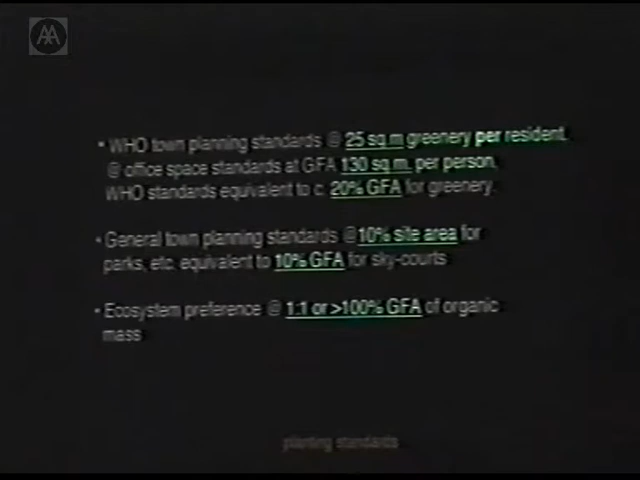 AA
• WHO town planning standards @ 25 sq.m greenery per resident.
@ office space standards at GFA 130 sq.m. per person,
WHO standards equivalent to c. 20% GFA for greenery.
• General town planning standards @10% site area for
parks, etc. equivalent to 10% GFA for sky-courts
• Ecosystem preference @ 1:1 or >100% GFA of organic
mass
planting standards